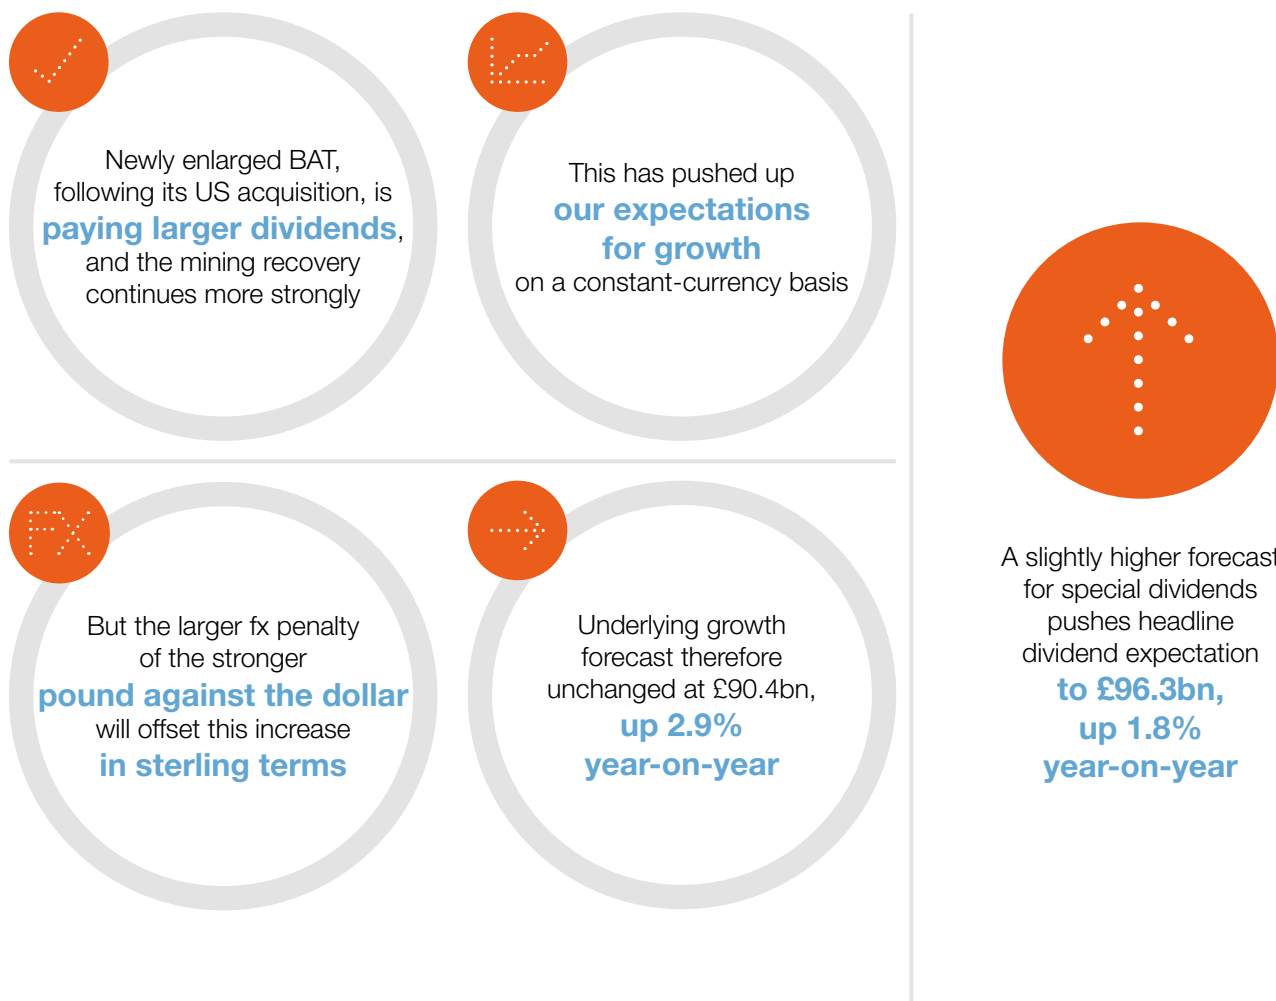 Newly enlarged BAT,
following its US acquisition, is
paying larger dividends,
and the mining recovery
continues more strongly
This has pushed up
our expectations
for growth
on a constant-currency basis
FX
But the larger fx penalty
of the stronger
pound against the dollar
will offset this increase
in sterling terms
Underlying growth
forecast therefore
unchanged at £90.4bn,
up 2.9%
year-on-year
A slightly higher forecast
for special dividends
pushes headline
dividend expectation
to £96.3bn,
up 1.8%
year-on-year